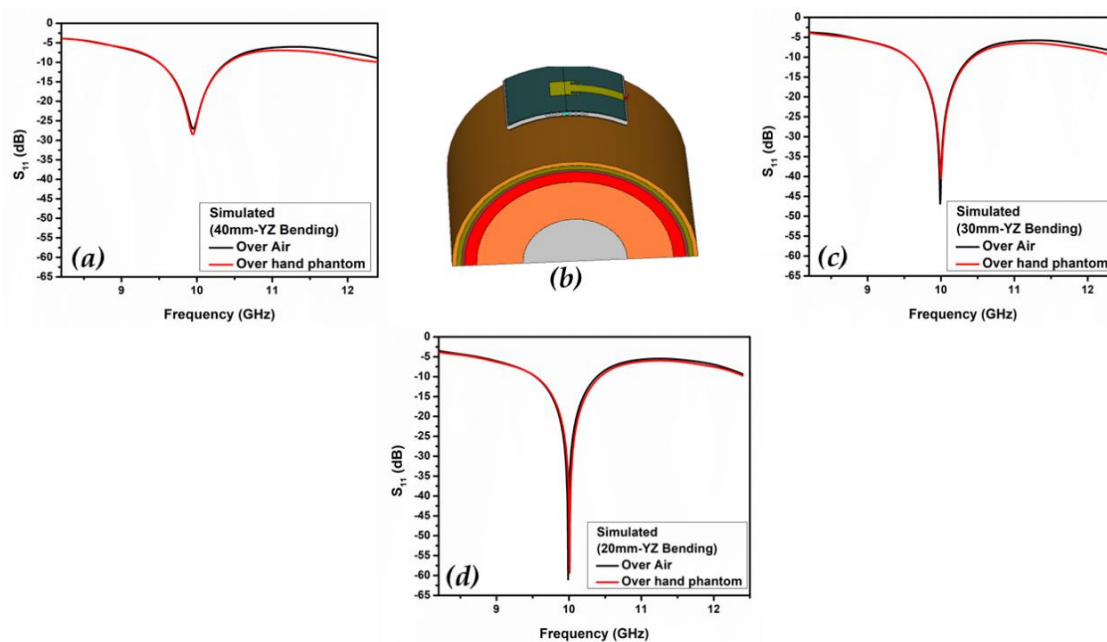 0
-5
-10
-15
-20
-25
-30
-35
-40
-45
-50
-55
-60
-65
S11 (dB)
Simulated
(40mm-YZ Bending)
Over Air
Over hand phantom
(a)
9 10 11 12
Frequency (GHz)
(b)
0
-5
-10
-15
-20
-25
-30
-35
-40
-45
-50
-55
-60
-65
S11 (dB)
Simulated
(30mm-YZ Bending)
Over Air
Over hand phantom
(c)
9 10 11 12
Frequency (GHz)
0
-5
-10
-15
-20
-25
-30
-35
-40
-45
-50
-55
-60
-65
S11 (dB)
Simulated
(20mm-YZ Bending)
Over Air
Over hand phantom
(d)
9 10 11 12
Frequency (GHz)